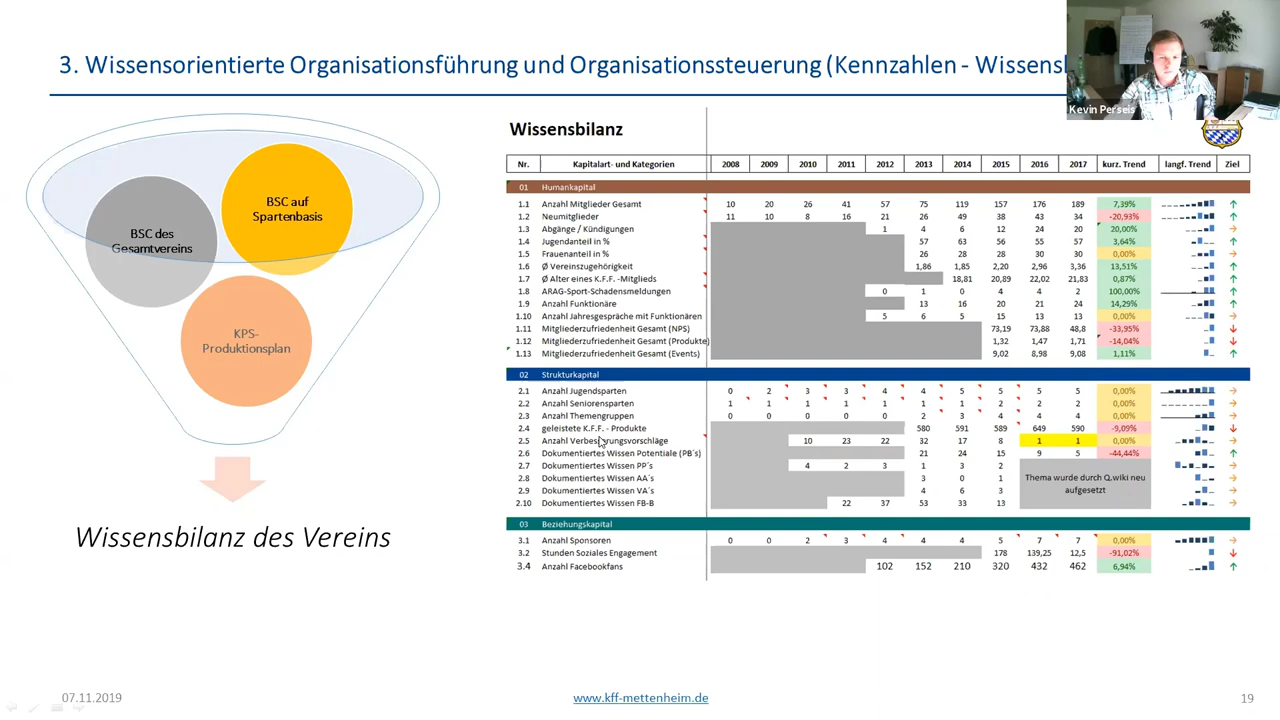 3. Wissensorientierte Organisationsführung und Organisationssteuerung (Kennzahlen - Wissens
Kevin Perseis
BSC des
Gesamtvereins
BSC auf
Spartenbasis
KPS-
Produktionsplan
Wissensbilanz des Vereins
Wissensbilanz
Nr. Kapitalart- und Kategorien 2008 2009 2010 2011 2012 2013 2014 2015 2016 2017 kurz. Trend langf. Trend Ziel
01 Humankapital
1.1 Anzahl Mitglieder Gesamt 10 20 26 41 57 75 119 157 176 189 7,39%
1.2 Neumitglieder 11 10 8 16 21 26 49 38 43 34 -20,93%
1.3 Abgänge / Kündigungen 1 4 6 12 24 20 20,00%
1.4 Jugendanteil in % 57 63 56 55 57 3,64%
1.5 Frauenanteil in % 26 28 28 30 30 0,00%
1.6 Ø Vereinszugehörigkeit 1,86 1,85 2,20 2,96 3,36 13,51%
1.7 Ø Alter eines K.F.F. -Mitglieds 18,81 20,89 22,02 21,83 0,87%
1.8 ARAG-Sport-Schadensmeldungen 0 1 0 4 4 2 100,00%
1.9 Anzahl Funktionäre 13 16 20 21 24 14,29%
1.10 Anzahl Jahresgespräche mit Funktionären 5 6 5 15 13 13 0,00%
1.11 Mitgliederzufriedenheit Gesamt (NPS) 73,19 73,88 48,8 -33,95%
1.12 Mitgliederzufriedenheit Gesamt (Produkte) 1,32 1,47 1,71 -14,04%
1.13 Mitgliederzufriedenheit Gesamt (Events) 9,02 8,98 9,08 1,11%
02 Strukturkapital
2.1 Anzahl Jugendsparten 0 2 3 3 4 4 5 5 5 5 0,00%
2.2 Anzahl Seniorensparten 1 1 1 1 1 1 1 2 2 2 0,00%
2.3 Anzahl Themengruppen 0 0 0 0 0 2 3 4 4 4 0,00%
2.4 geleistete K.F.F. - Produkte 580 591 589 649 590 -9,09%
2.5 Anzahl Verbesserungsvorschläge 10 23 22 32 17 8 1 1 0,00%
2.6 Dokumentiertes Wissen Potentiale (PB´s) 21 24 15 9 5 -44,44%
2.7 Dokumentiertes Wissen PP´s 4 2 3 1 3 2
2.8 Dokumentiertes Wissen AA´s 3 0 1
2.9 Dokumentiertes Wissen VA´s 4 6 3
2.10 Dokumentiertes Wissen FB-B 22 37 53 33 13
Thema wurde durch Q.wiki neu
aufgesetzt
03 Beziehungskapital
3.1 Anzahl Sponsoren 0 0 2 3 4 4 4 5 7 7 0,00%
3.2 Stunden Soziales Engagement 178 139,25 12,5 -91,02%
3.4 Anzahl Facebookfans 102 152 210 320 432 462 6,94%
07.11.2019
www.kff-mettenheim.de
19